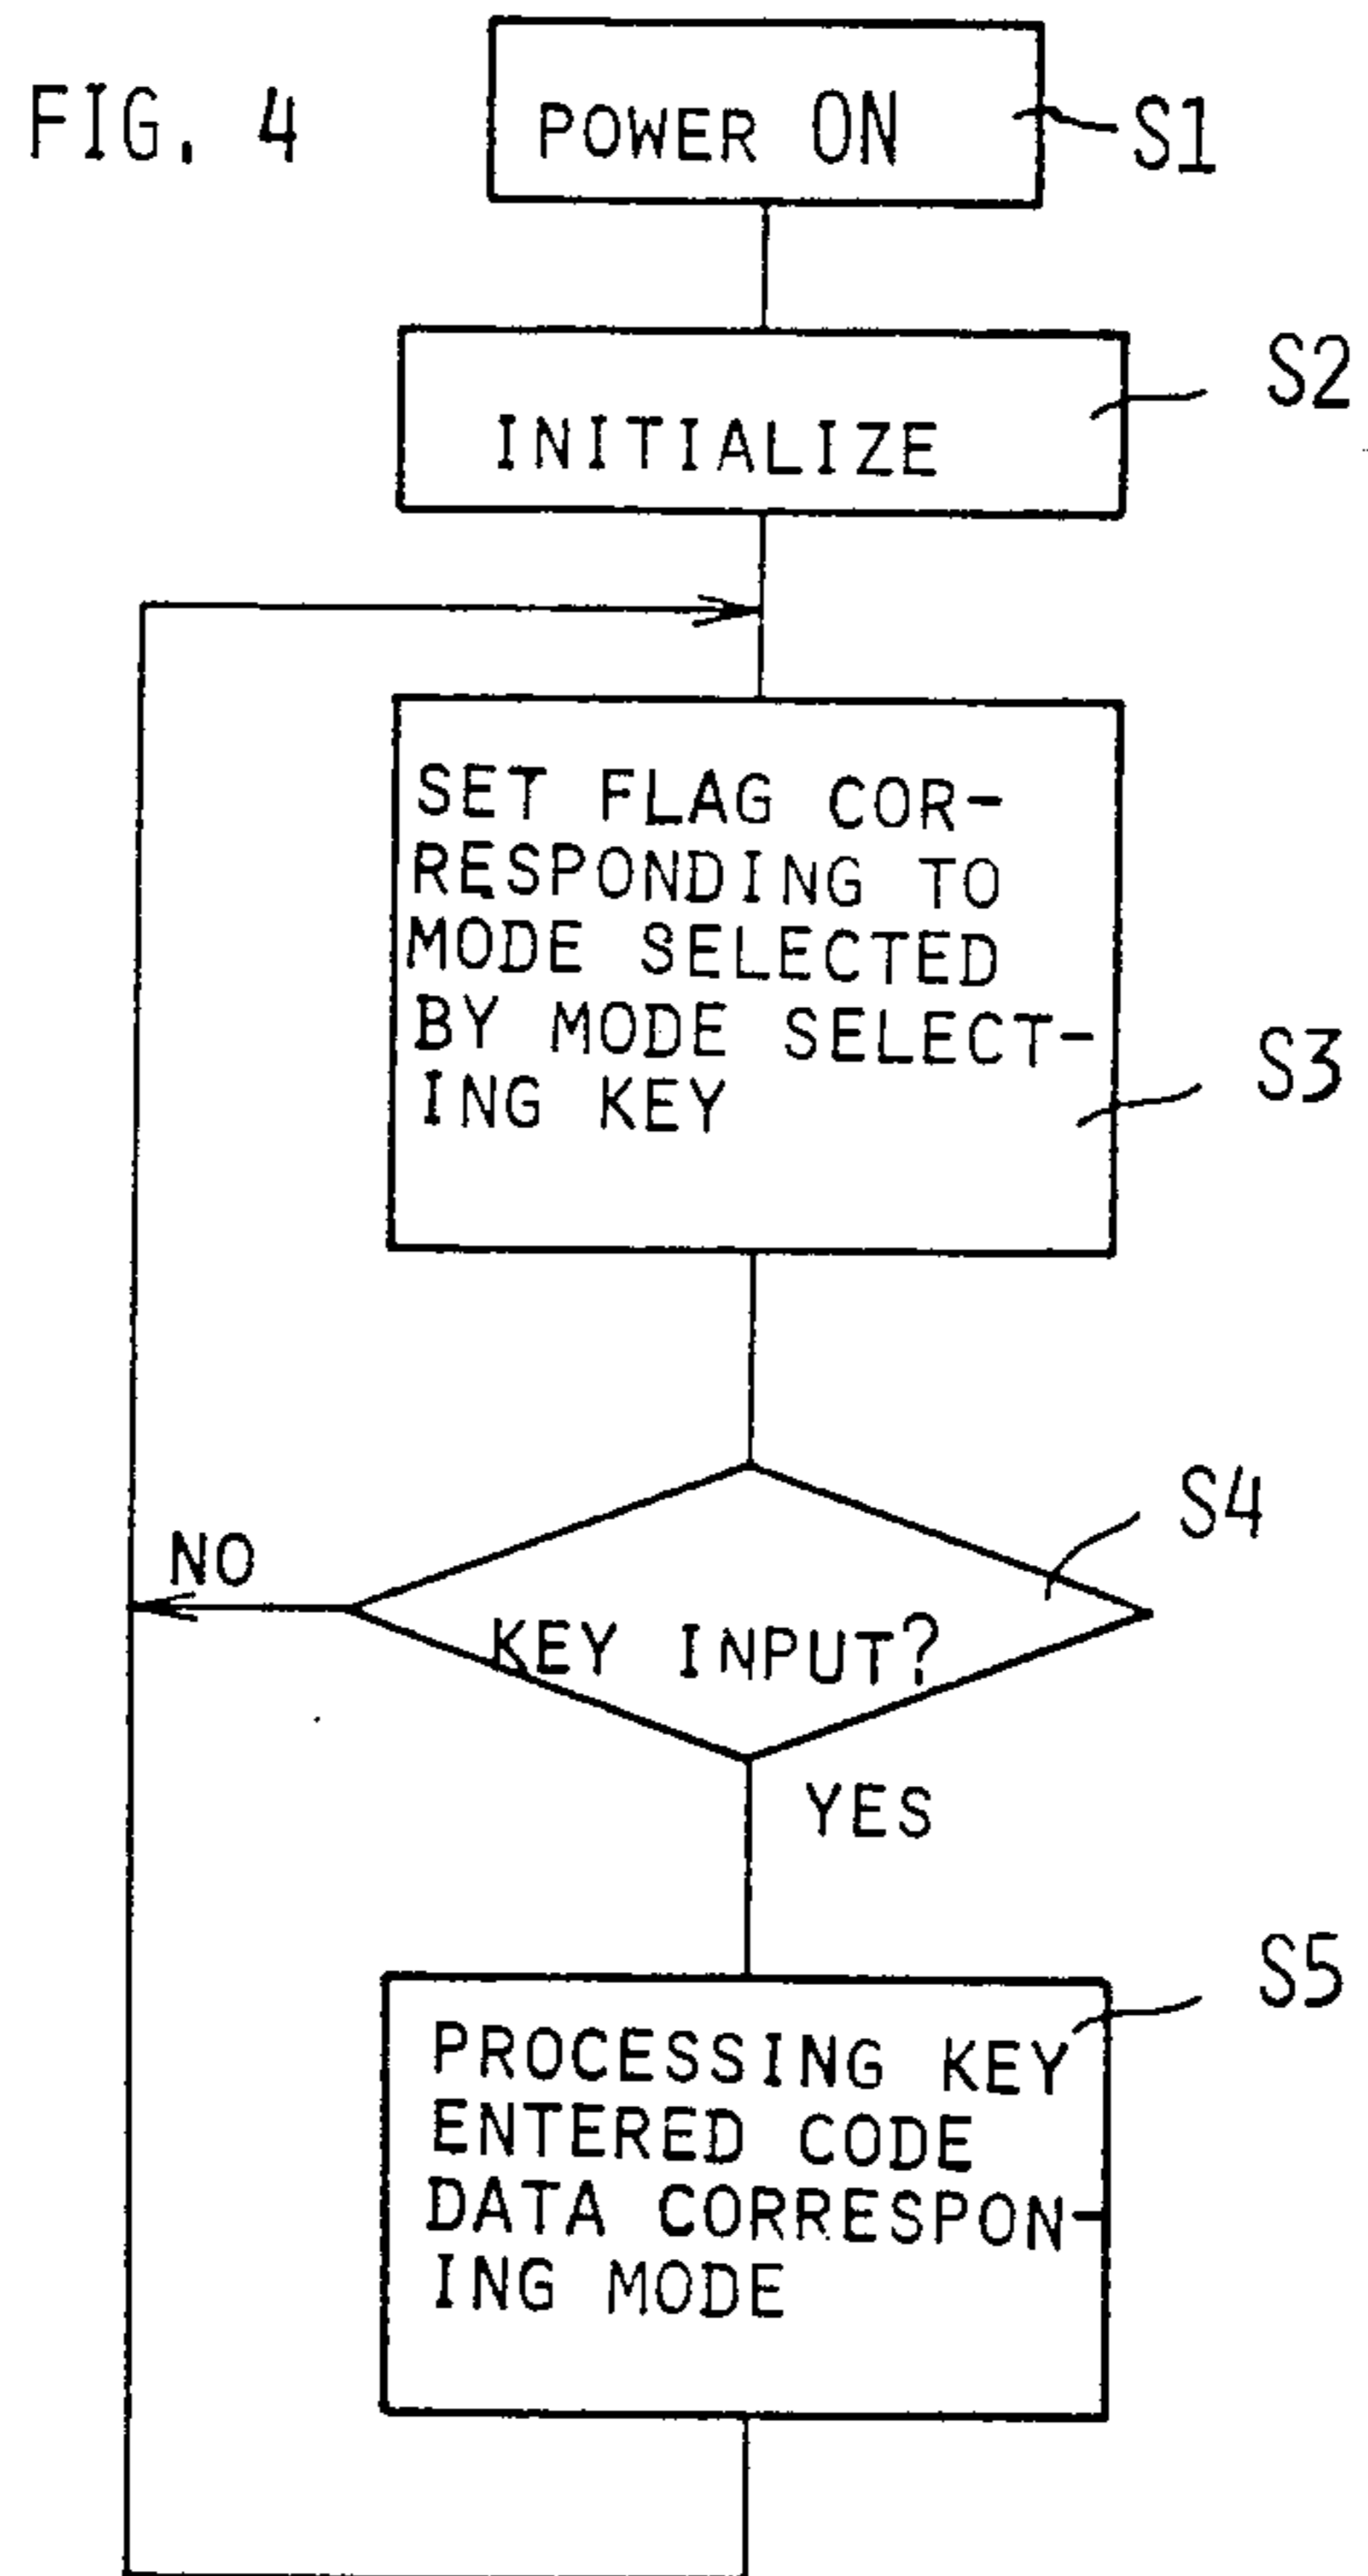 FIG. 4
POWER ON
S1
INITIALIZE
S2
SET FLAG COR-
RESPONDING TO
MODE SELECTED
BY MODE SELECT-
ING KEY
S3
KEY INPUT?
S4
NO
YES
PROCESSING KEY
ENTERED CODE
DATA CORRESPON-
ING MODE
S5